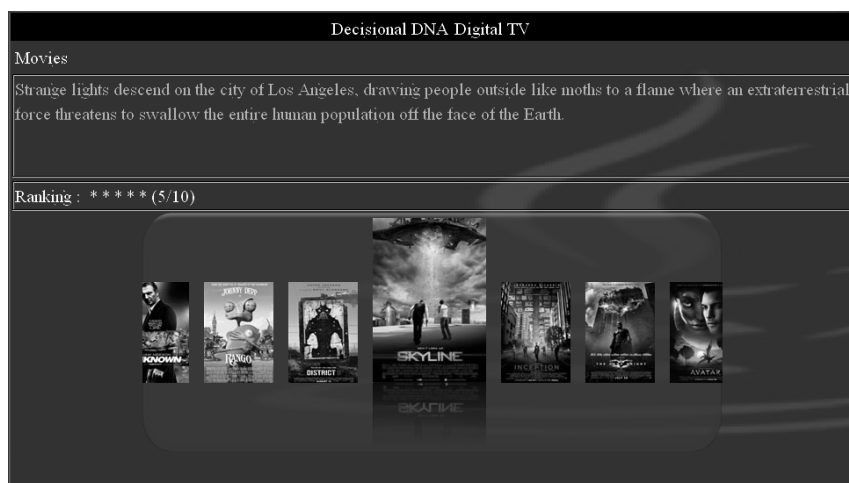 Decisional DNA Digital TV
Movies
Strange lights descend on the city of Los Angeles, drawing people outside like moths to a flame where an extraterrestrial
force threatens to swallow the entire human population off the face of the Earth.
Ranking : * * * * * (5/10)
JOHNNY DEPP
KNOWN
RANGO
DISTRICT
SKYLINE
INCEPTION
AVATAR